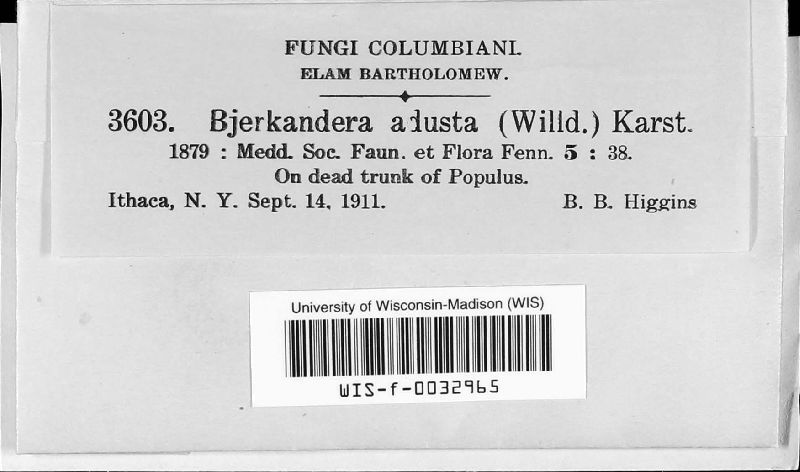 FUNGI COLUMBIANI.
ELAM BARTHOLOMEW.
3603. Bjerkandera adusta (Willd.) Karst.
1879 : Medd. Soc. Faun. et Flora Fenn. 5 : 38.
On dead trunk of Populus.
Ithaca, N. Y. Sept. 14, 1911. B. B. Higgins
University of Wisconsin-Madison (WIS)
WIS-f-0032965